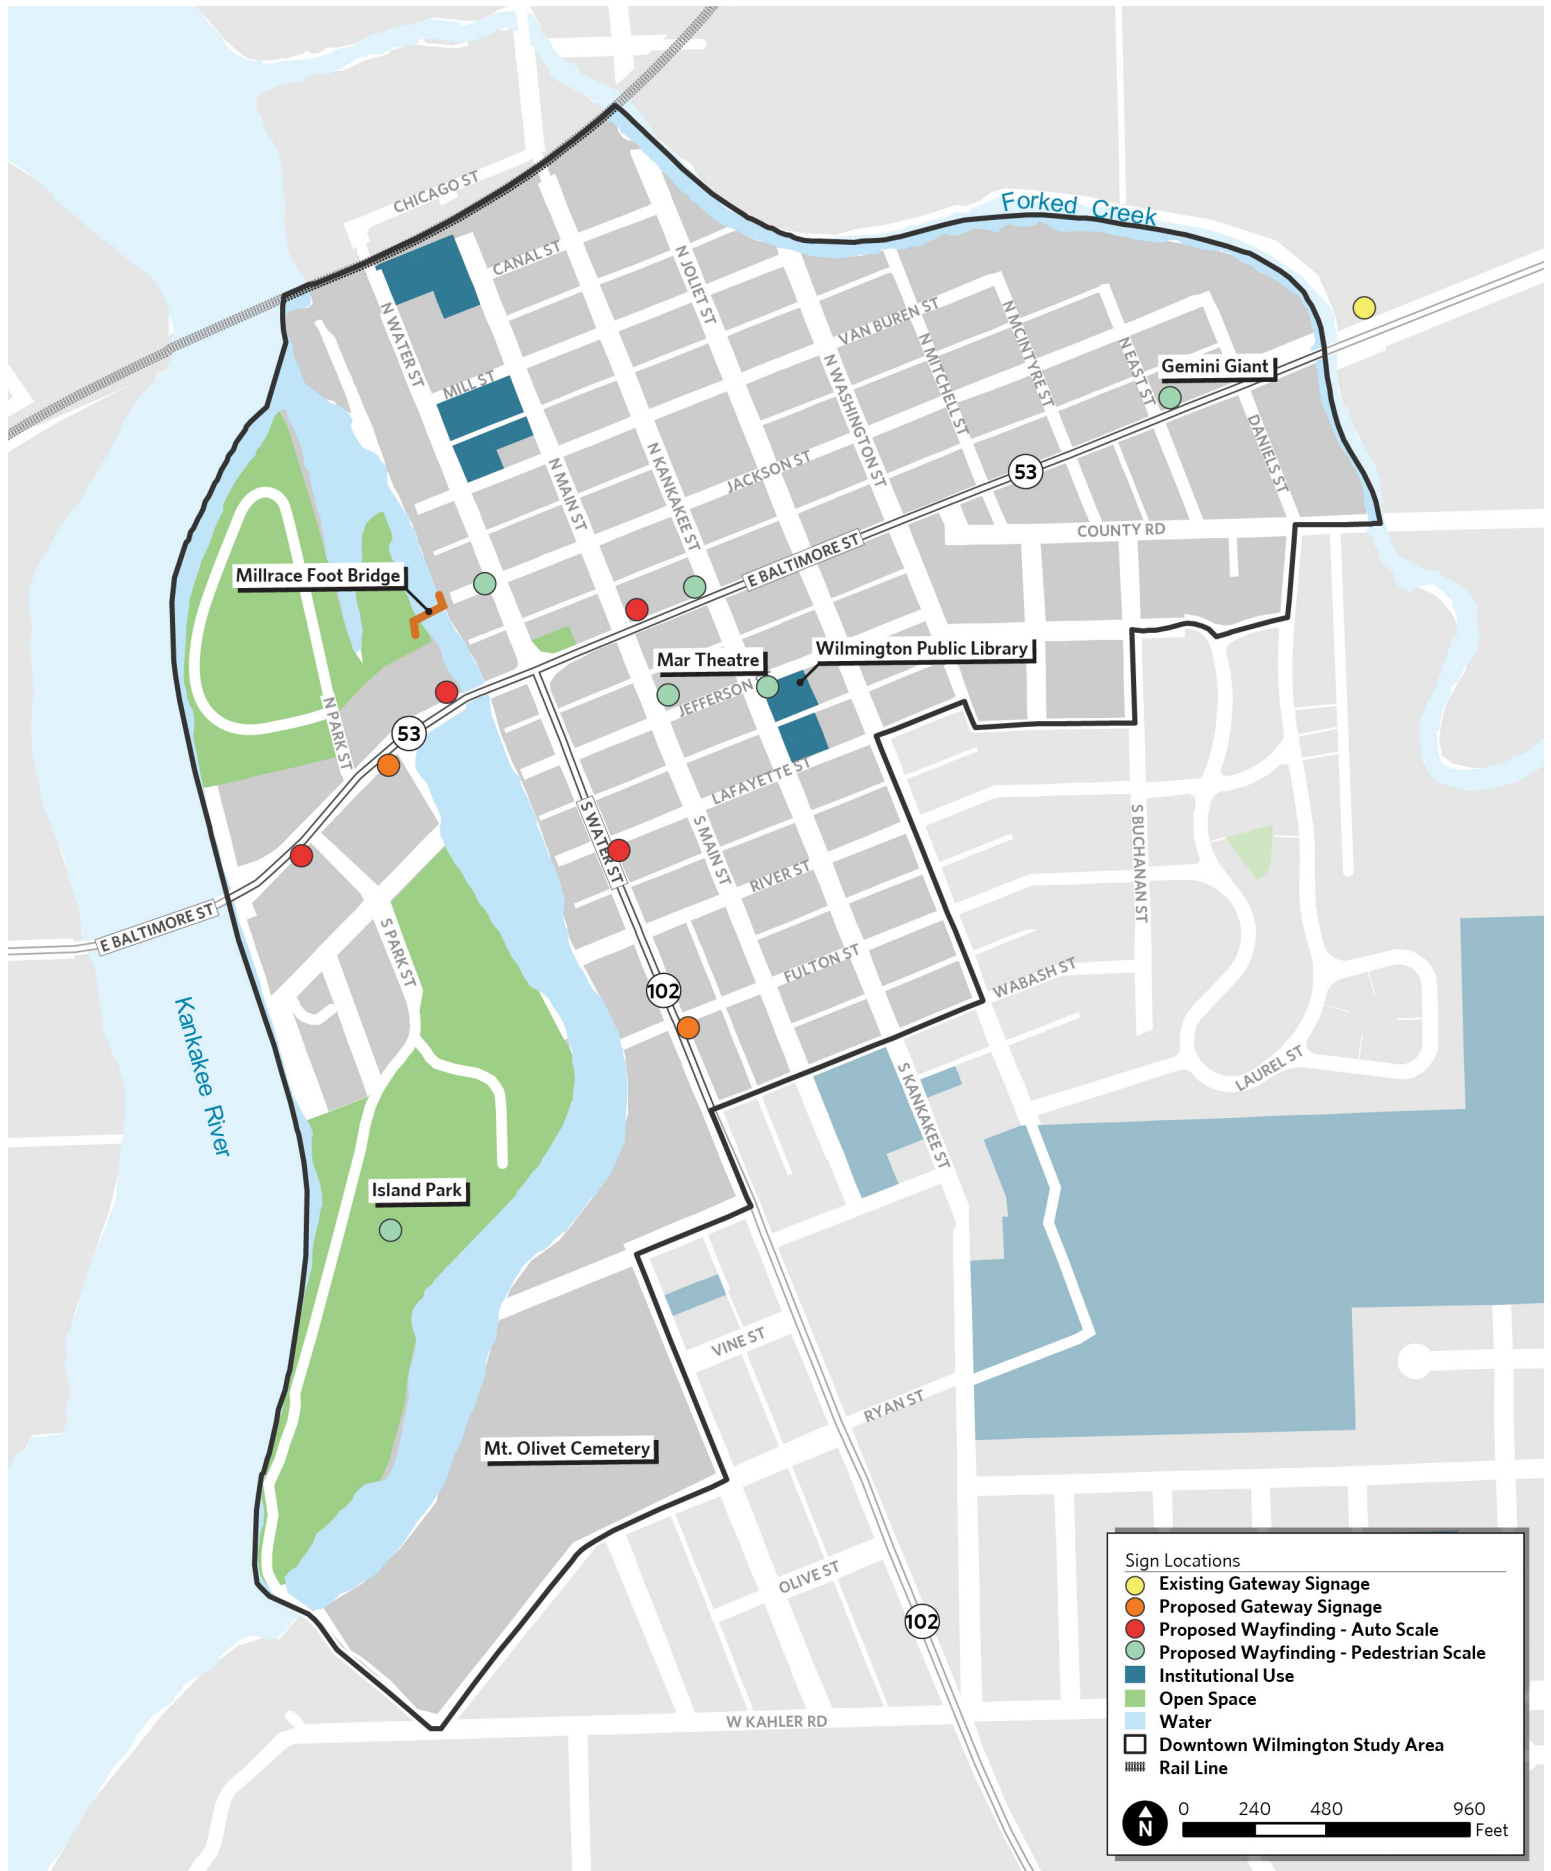 Forked Creek
CHICAGO ST
CANAL ST
N JOLIET ST
N WATER ST
VAN BUREN ST
N MCINTYRE ST
N MITCHELL ST
N EAST ST
Gemini Giant
MILL ST
N WASHINGTON ST
DANIELS ST
N MAIN ST
N KANKAKEE ST
JACKSON ST
53
COUNTY RD
E BALTIMORE ST
Millrace Foot Bridge
Mar Theatre
Wilmington Public Library
JEFFERSON
N PARK ST
53
LAFAYETTE ST
S WATER ST
S MAIN ST
RIVER ST
S BUCHANAN ST
E BALTIMORE ST
S PARK ST
FULTON ST
WABASH ST
102
Kankakee River
LAUREL ST
S KANKAKEE ST
Island Park
VINE ST
RYAN ST
Mt. Olivet Cemetery
OLIVE ST
102
W KAHLER RD
Sign Locations
Existing Gateway Signage
Proposed Gateway Signage
Proposed Wayfinding - Auto Scale
Proposed Wayfinding - Pedestrian Scale
Institutional Use
Open Space
Water
Downtown Wilmington Study Area
Rail Line
N
0 240 480 960
Feet